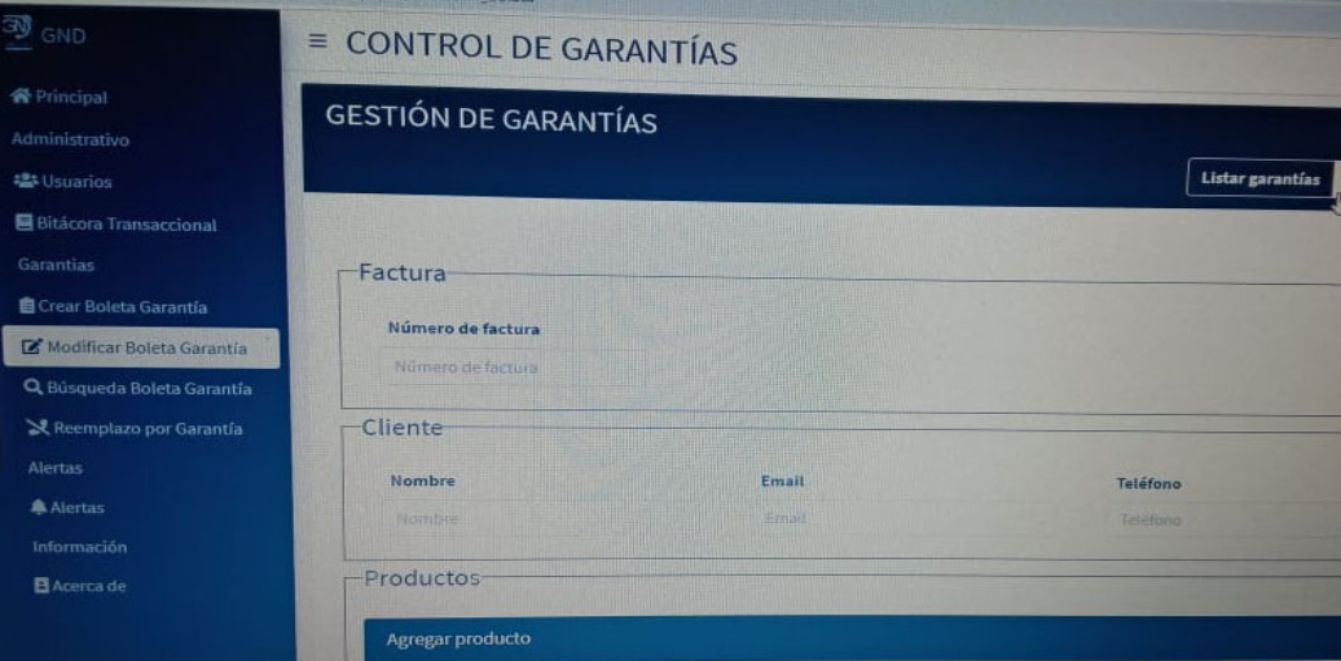 GND
Principal
Administrativo
Usuarios
Bitácora Transaccional
Garantias
Crear Boleta Garantía
Modificar Boleta Garantía
Búsqueda Boleta Garantía
Reemplazo por Garantía
Alertas
Alertas
Información
Acerca de
CONTROL DE GARANTÍAS
GESTIÓN DE GARANTÍAS
Listar garantías
Factura
Número de factura
Número de factura
Cliente
Nombre Email Teléfono
Nombre Email Teléfono
Productos
Agregar producto